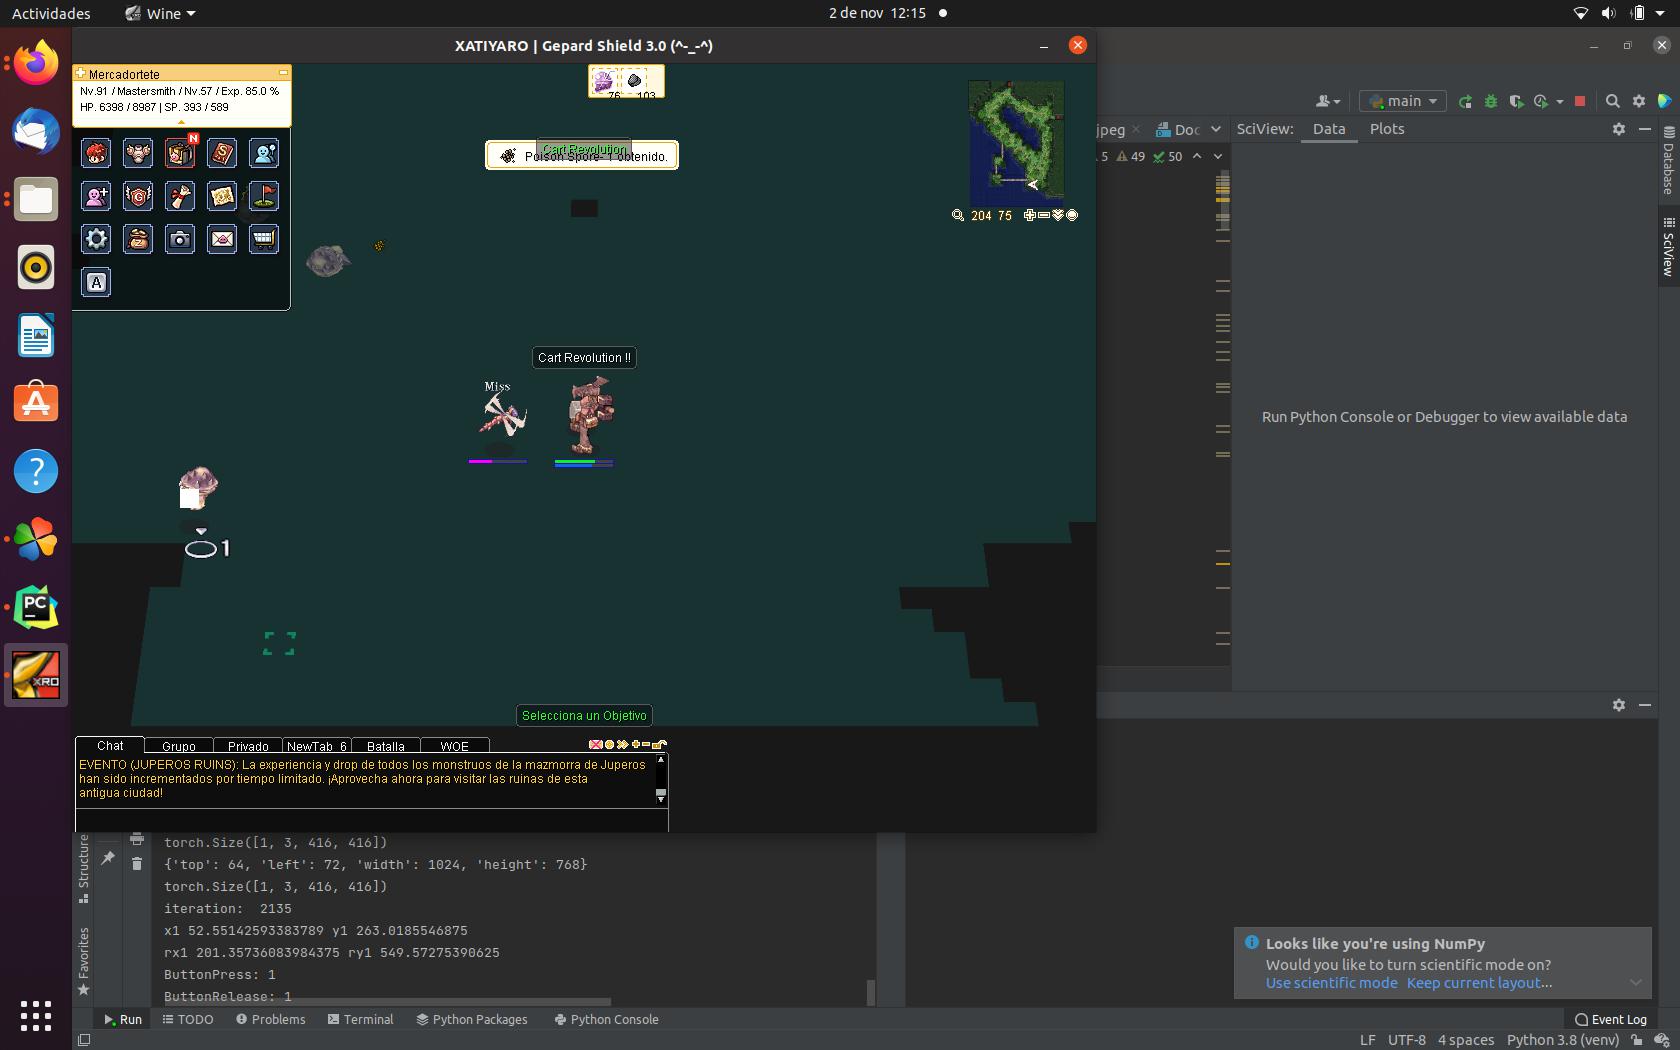 Actividades
Wine
2 de nov 12:15
XATIYARO | Gepard Shield 3.0 (^-_-^)
Mercadortete
Nv.91 / Mastersmith / Nv.57 / Exp. 85.0 %
HP. 6398 / 8987 | SP. 393 / 589
N
A
76 103
Cart Revolution
Poison Spore- 1 obtenido.
204 75
Cart Revolution !!
Miss
1
Selecciona un Objetivo
Chat Grupo Privado NewTab_6 Batalla WOE
EVENTO (JUPEROS RUINS): La experiencia y drop de todos los monstruos de la mazmorra de Juperos
han sido incrementados por tiempo limitado. ¡Aprovecha ahora para visitar las ruinas de esta
antigua ciudad!
main
jpeg
Doc
SciView: Data Plots
5 49 50
Database
SciView
Run Python Console or Debugger to view available data
PC
XRO
Structure
Favorites
torch.Size([1, 3, 416, 416])
{'top': 64, 'left': 72, 'width': 1024, 'height': 768}
torch.Size([1, 3, 416, 416])
iteration:  2135
x1 52.55142593383789 y1 263.0185546875
rx1 201.35736083984375 ry1 549.57275390625
ButtonPress: 1
ButtonRelease: 1
Looks like you're using NumPy
Would you like to turn scientific mode on?
Use scientific mode Keep current layout...
Run TODO Problems Terminal Python Packages Python Console Event Log
LF UTF-8 4 spaces Python 3.8 (venv)